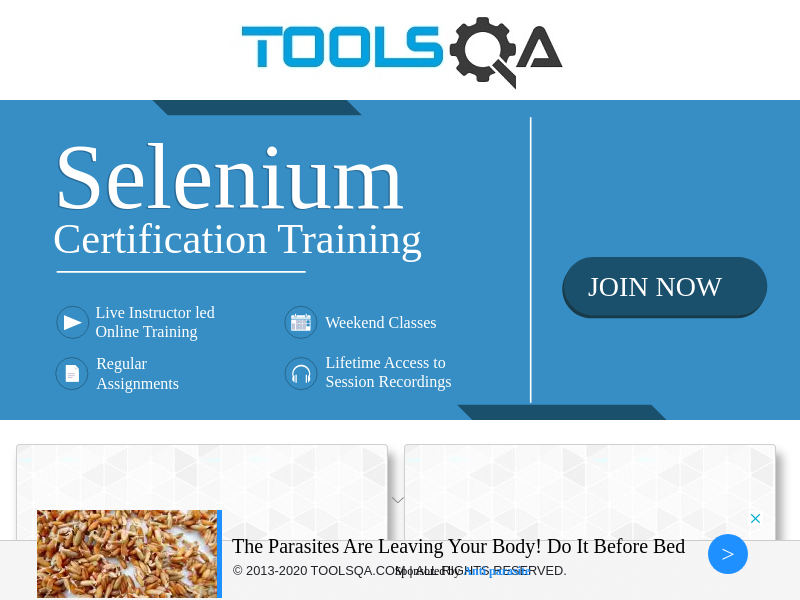 TOOLSQA
Selenium
Certification Training
JOIN NOW
Live Instructor led
Online Training
Weekend Classes
Regular
Assignments
Lifetime Access to
Session Recordings
The Parasites Are Leaving Your Body! Do It Before Bed
>
© 2013-2020 TOOLSQA.COM ALL RIGHTS RESERVED.
Sponsored by